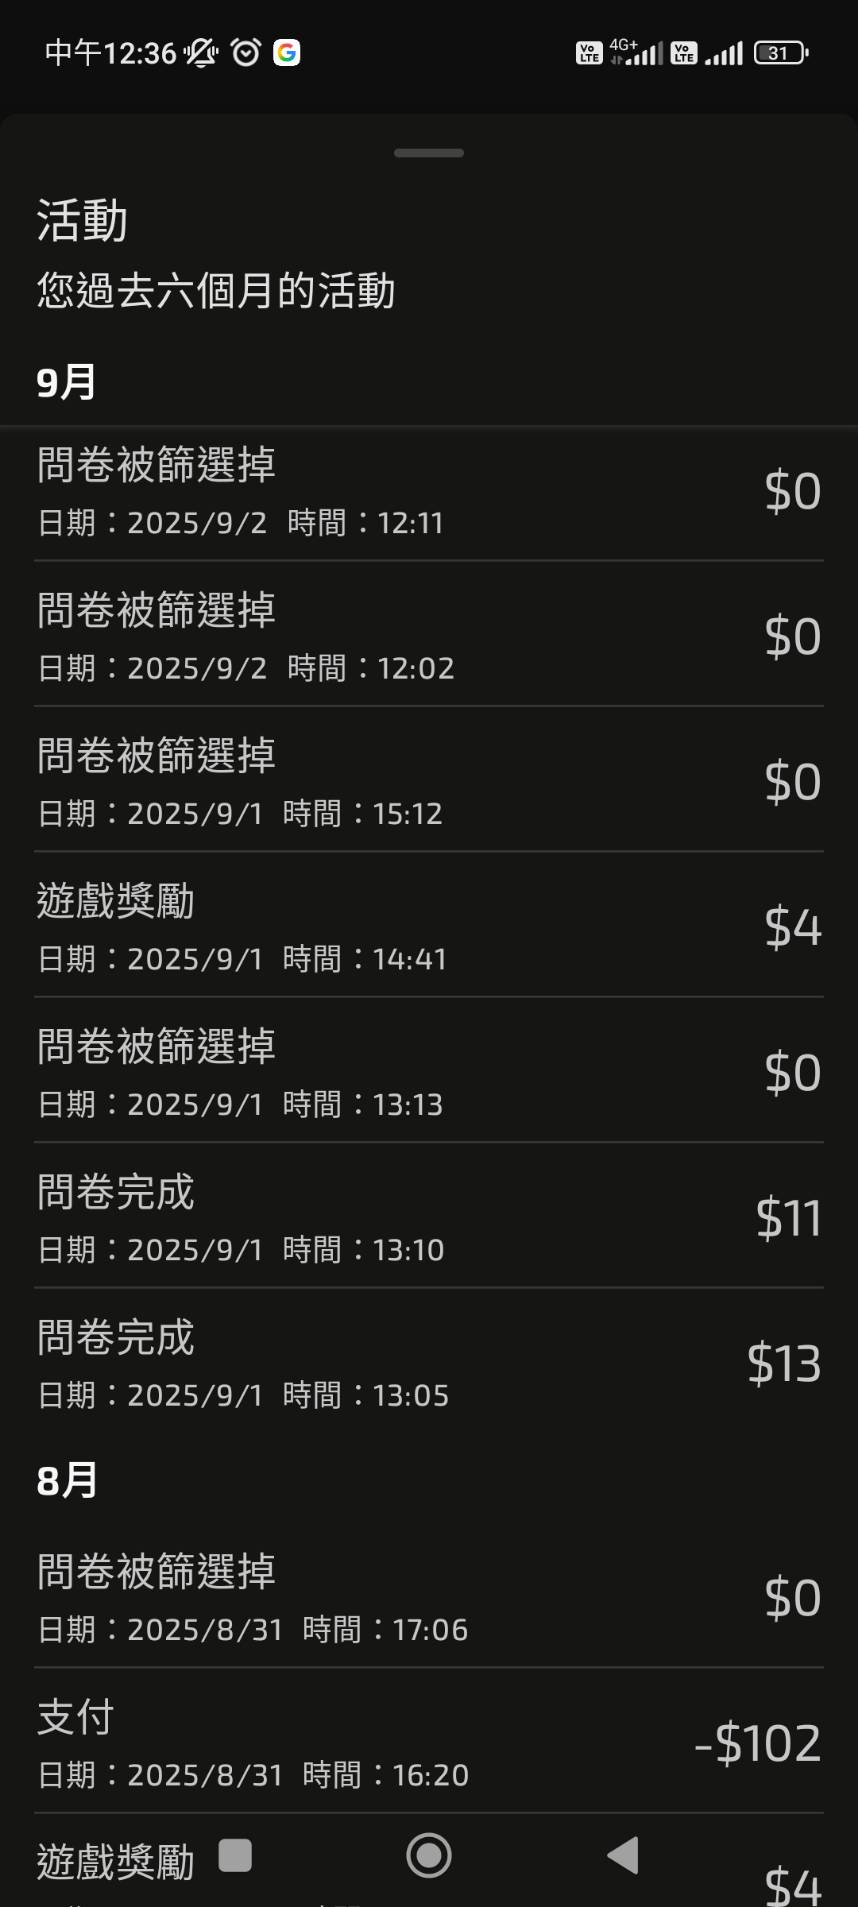 中午12:36
Vo LTE 4G+ Vo LTE 31
活動
您過去六個月的活動
9月
問卷被篩選掉
$0
日期：2025/9/2 時間：12:11
問卷被篩選掉
$0
日期：2025/9/2 時間：12:02
問卷被篩選掉
$0
日期：2025/9/1 時間：15:12
遊戲獎勵
$4
日期：2025/9/1 時間：14:41
問卷被篩選掉
$0
日期：2025/9/1 時間：13:13
問卷完成
$11
日期：2025/9/1 時間：13:10
問卷完成
$13
日期：2025/9/1 時間：13:05
8月
問卷被篩選掉
$0
日期：2025/8/31 時間：17:06
支付
-$102
日期：2025/8/31 時間：16:20
遊戲獎勵
$4